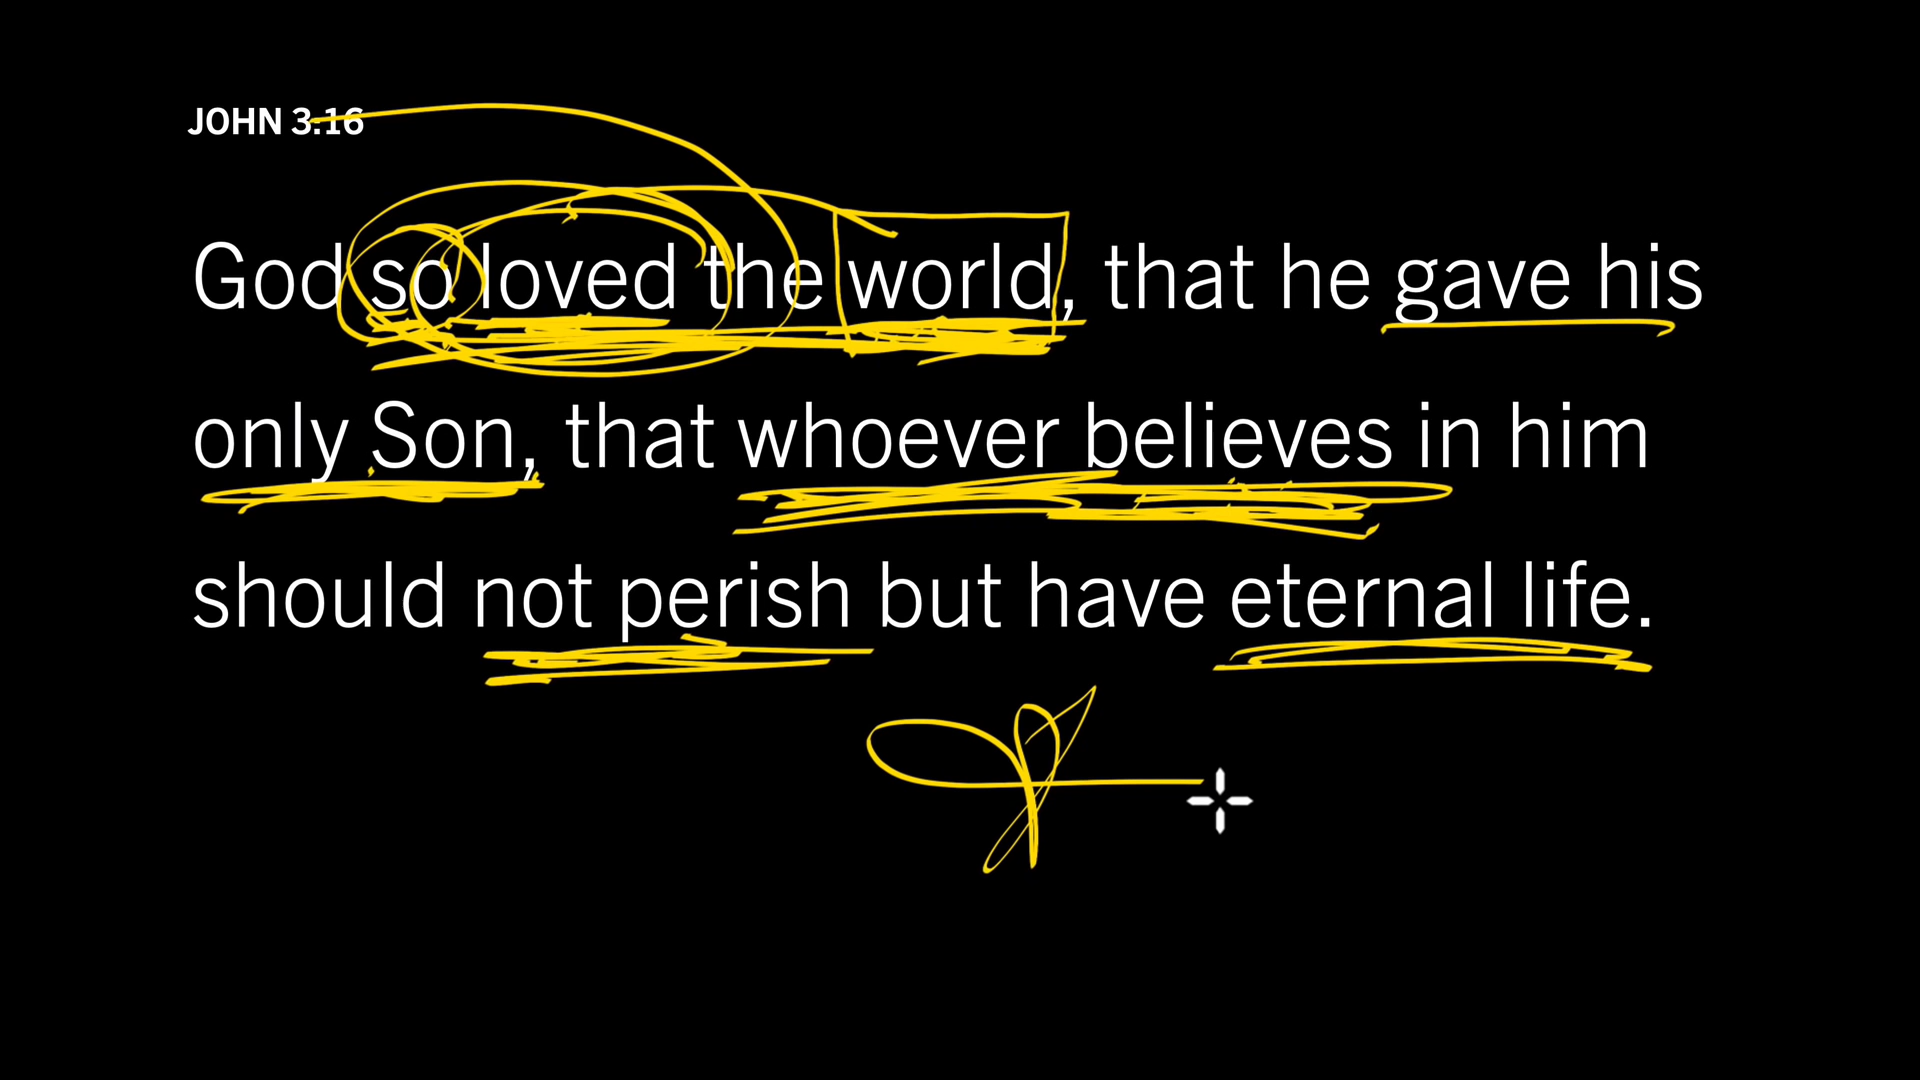 JOHN 3:16
God so loved the world, that he gave his
only Son, that whoever believes in him
should not perish but have eternal life.